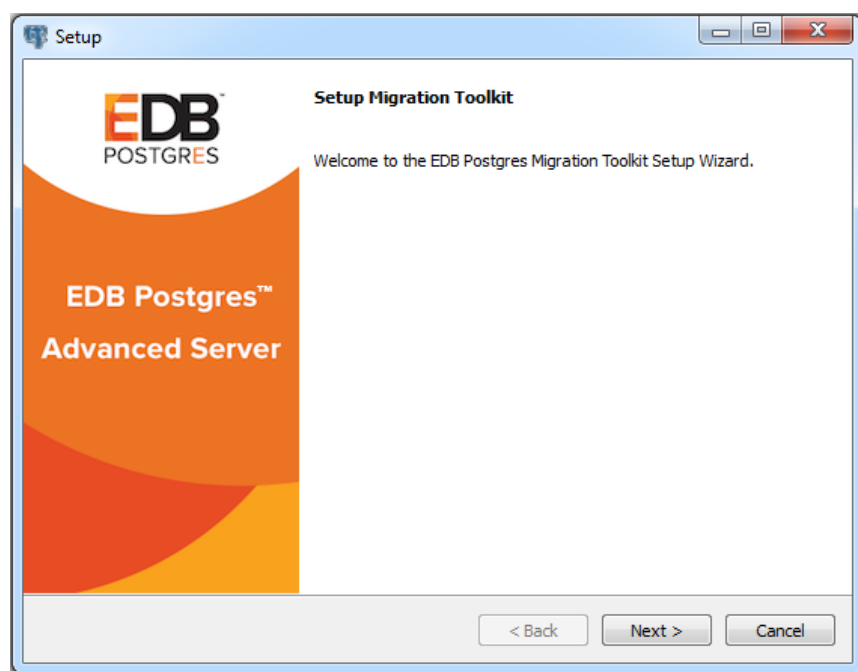 Setup
EDB
POSTGRES
EDB Postgres™
Advanced Server
Setup Migration Toolkit
Welcome to the EDB Postgres Migration Toolkit Setup Wizard.
< Back
Next >
Cancel